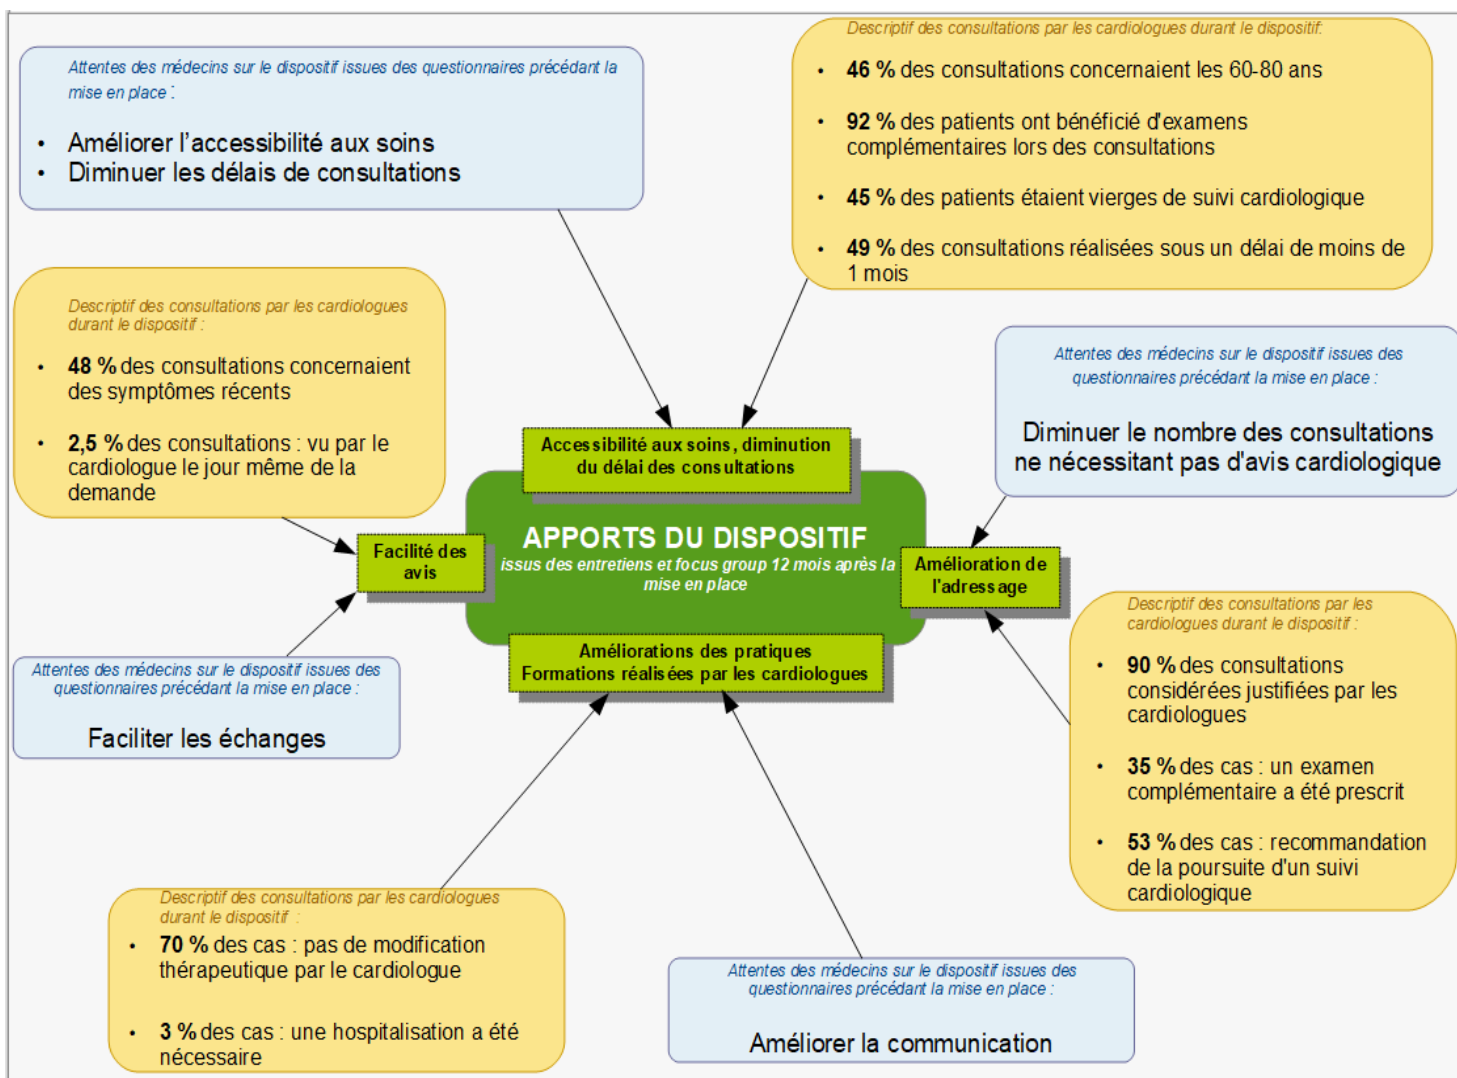 Attentes des médecins sur le dispositif issues des questionnaires précédant la
mise en place :
• Améliorer l'accessibilité aux soins
• Diminuer les délais de consultations
Descriptif des consultations par les cardiologues durant le dispositif:
• 46 % des consultations concernaient les 60-80 ans
• 92 % des patients ont bénéficié d'examens
complémentaires lors des consultations
• 45 % des patients étaient vierges de suivi cardiologique
• 49 % des consultations réalisées sous un délai de moins de
1 mois
Descriptif des consultations par les cardiologues
durant le dispositif :
• 48 % des consultations concernaient
des symptômes récents
• 2,5 % des consultations : vu par le
cardiologue le jour même de la
demande
Attentes des médecins sur le dispositif issues des
questionnaires précédant la mise en place :
Diminuer le nombre des consultations
ne nécessitant pas d'avis cardiologique
Accessibilité aux soins, diminution
du délai des consultations
APPORTS DU DISPOSITIF
issus des entretiens et focus group 12 mois après la
mise en place
Facilité des
avis
Amélioration de
l'adressage
Améliorations des pratiques
Formations réalisées par les cardiologues
Attentes des médecins sur le dispositif issues des
questionnaires précédant la mise en place :
Faciliter les échanges
Descriptif des consultations par les
cardiologues durant le dispositif :
• 90 % des consultations
considérées justifiées par les
cardiologues
• 35 % des cas : un examen
complémentaire a été prescrit
• 53 % des cas : recommandation
de la poursuite d'un suivi
cardiologique
Descriptif des consultations par les cardiologues
durant le dispositif :
• 70 % des cas : pas de modification
thérapeutique par le cardiologue
• 3 % des cas : une hospitalisation a été
nécessaire
Attentes des médecins sur le dispositif issues des
questionnaires précédant la mise en place :
Améliorer la communication